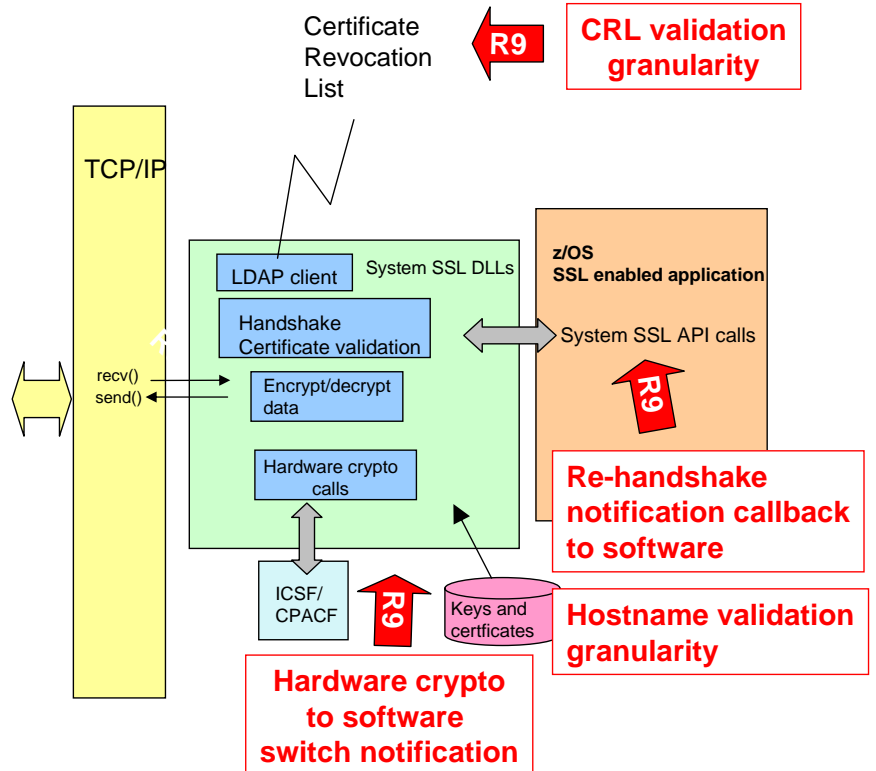 Certificate
Revocation
List
R9
CRL validation
granularity
TCP/IP
LDAP client
System SSL DLLs
Handshake
Certificate validation
recv()
send()
Encrypt/decrypt
data
Hardware crypto
calls
z/OS
SSL enabled application
System SSL API calls
R9
Re-handshake
notification callback
to software
ICSF/
CPACF
R9
Keys and
certficates
Hostname validation
granularity
Hardware crypto
to software
switch notification